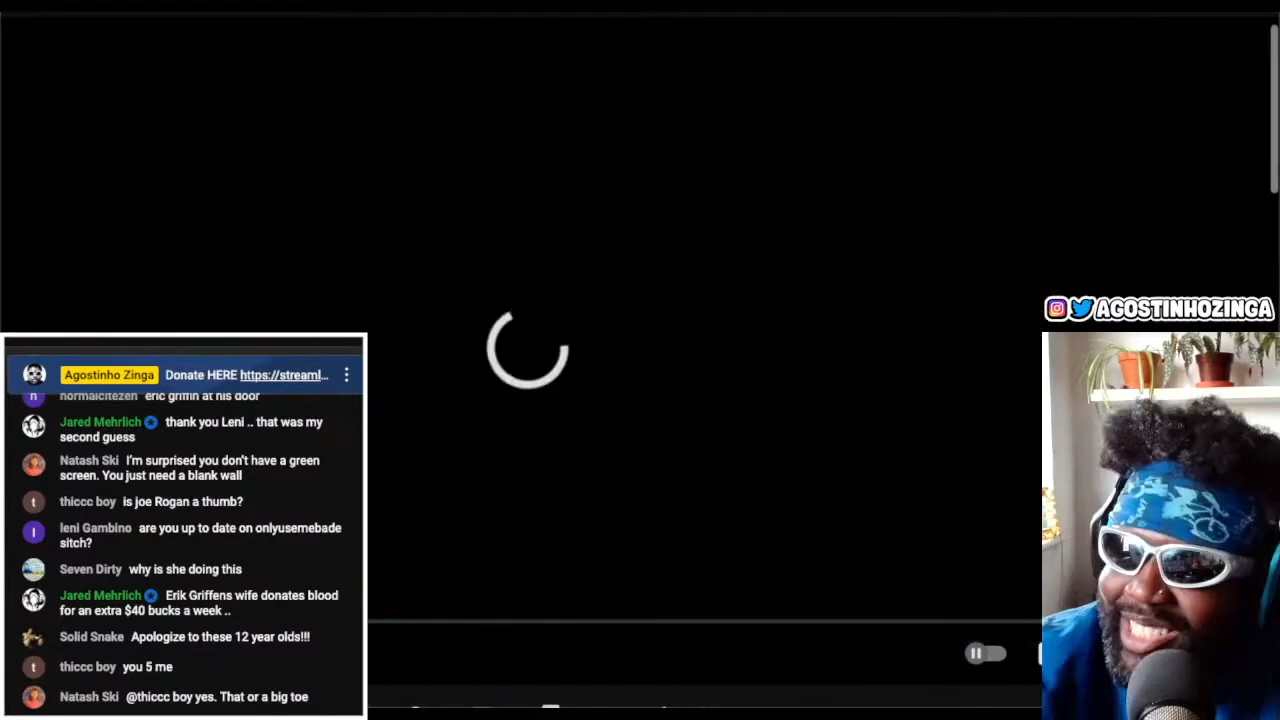 AGOSTINHOZINGA
Agostinho Zinga Donate HERE https://streaml...
normalcitezen eric griffin at his door
Jared Mehrlich thank you Leni .. that was my
second guess
Natash Ski I'm surprised you don't have a green
screen. You just need a blank wall
t thiccc boy is joe Rogan a thumb?
l leni Gambino are you up to date on onlyusemebade
sitch?
Seven Dirty why is she doing this
Jared Mehrlich Erik Griffens wife donates blood
for an extra $40 bucks a week ..
Solid Snake Apologize to these 12 year olds!!!
t thiccc boy you 5 me
Natash Ski @thiccc boy yes. That or a big toe